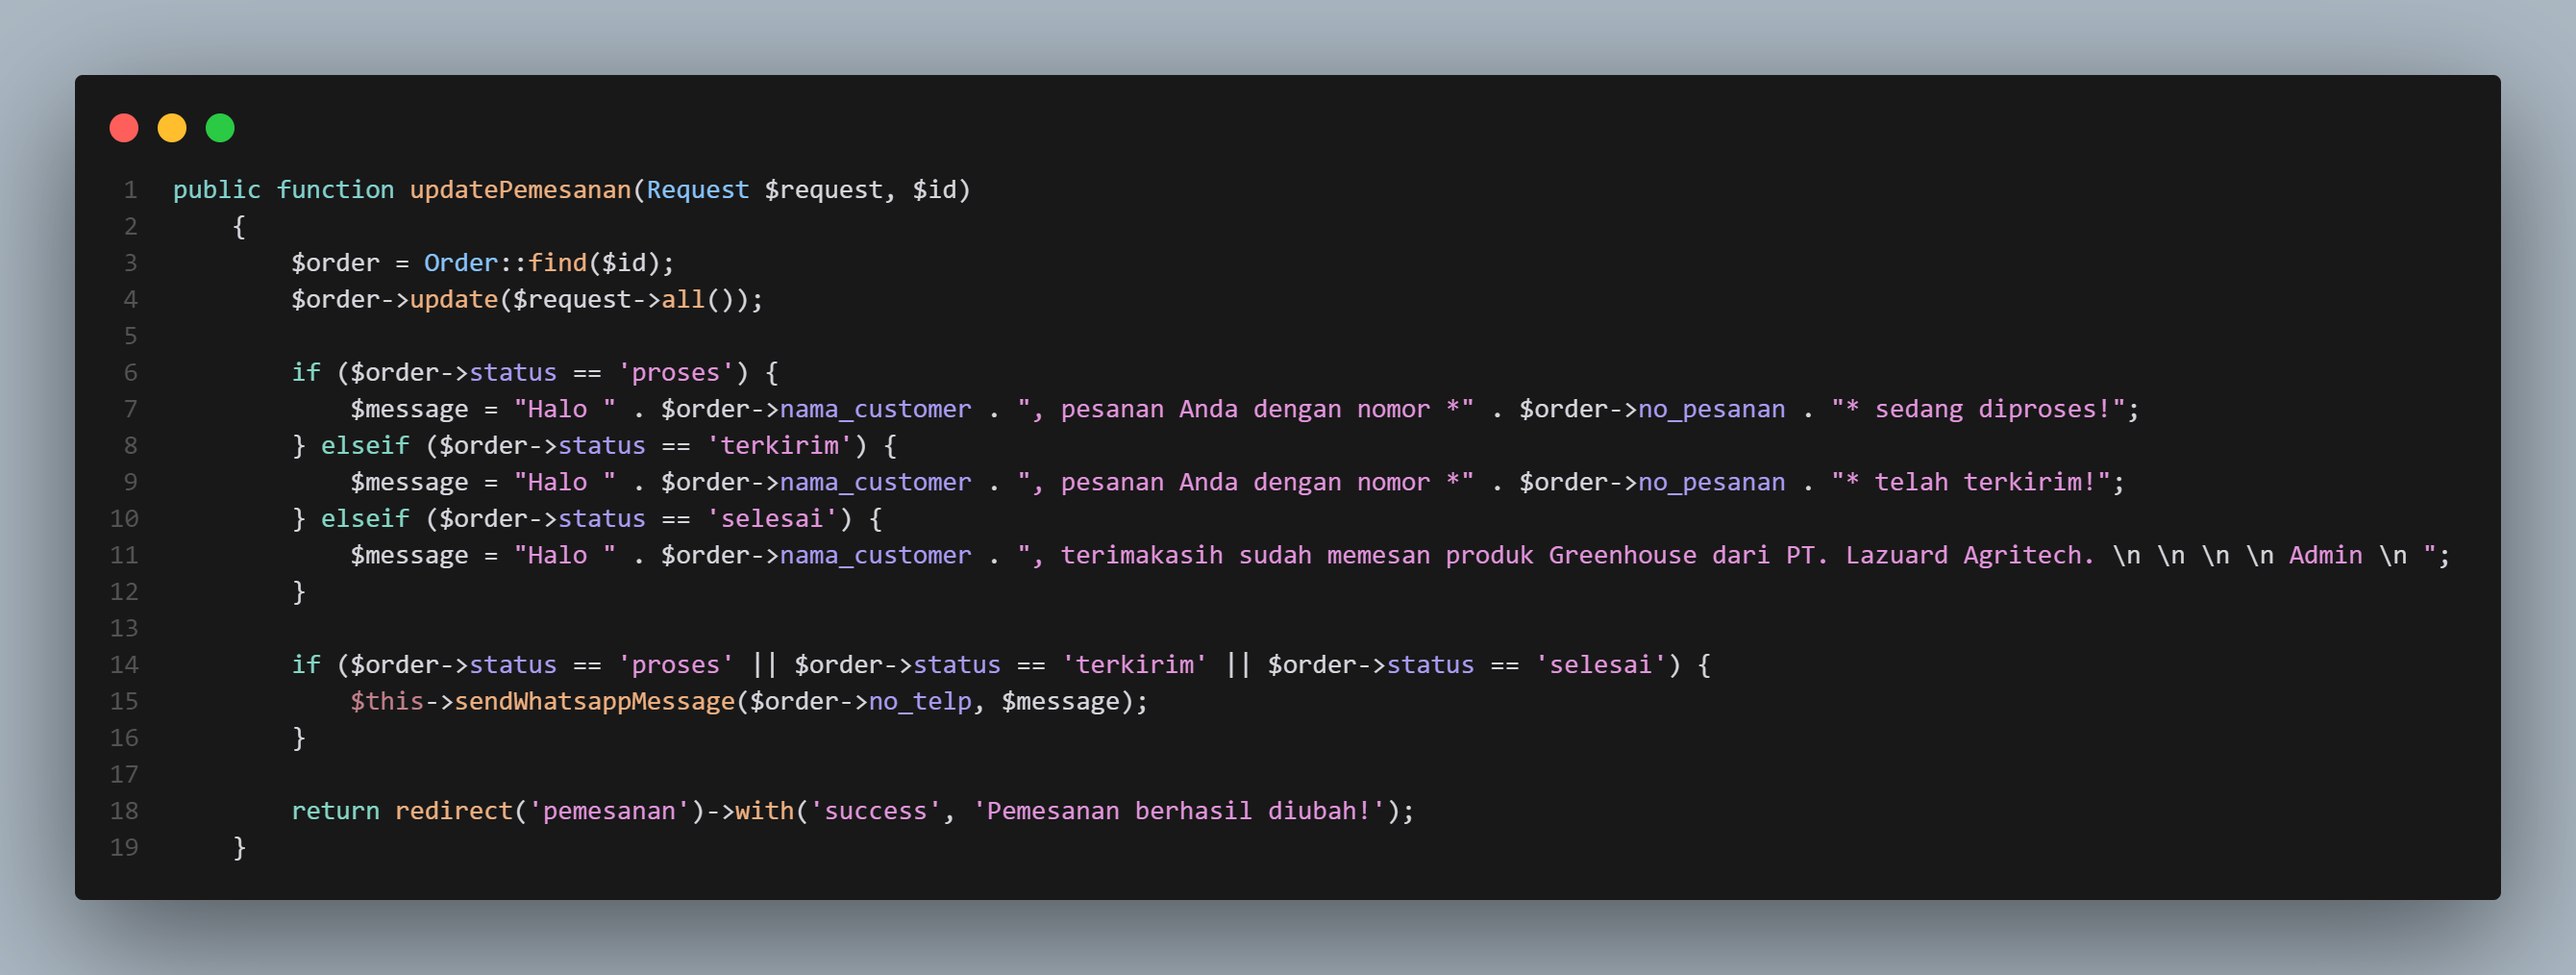 1 public function updatePemesanan(Request $request, $id)
2 {
3 $order = Order::find($id);
4 $order->update($request->all());
5
6 if ($order->status == 'proses') {
7 $message = "Halo " . $order->nama_customer . ", pesanan Anda dengan nomor *" . $order->no_pesanan . "* sedang diproses!";
8 } elseif ($order->status == 'terkirim') {
9 $message = "Halo " . $order->nama_customer . ", pesanan Anda dengan nomor *" . $order->no_pesanan . "* telah terkirim!";
10 } elseif ($order->status == 'selesai') {
11 $message = "Halo " . $order->nama_customer . ", terimakasih sudah memesan produk Greenhouse dari PT. Lazuard Agritech. \n \n \n \n Admin \n ";
12 }
13
14 if ($order->status == 'proses' || $order->status == 'terkirim' || $order->status == 'selesai') {
15 $this->sendWhatsappMessage($order->no_telp, $message);
16 }
17
18 return redirect('pemesanan')->with('success', 'Pemesanan berhasil diubah!');
19 }